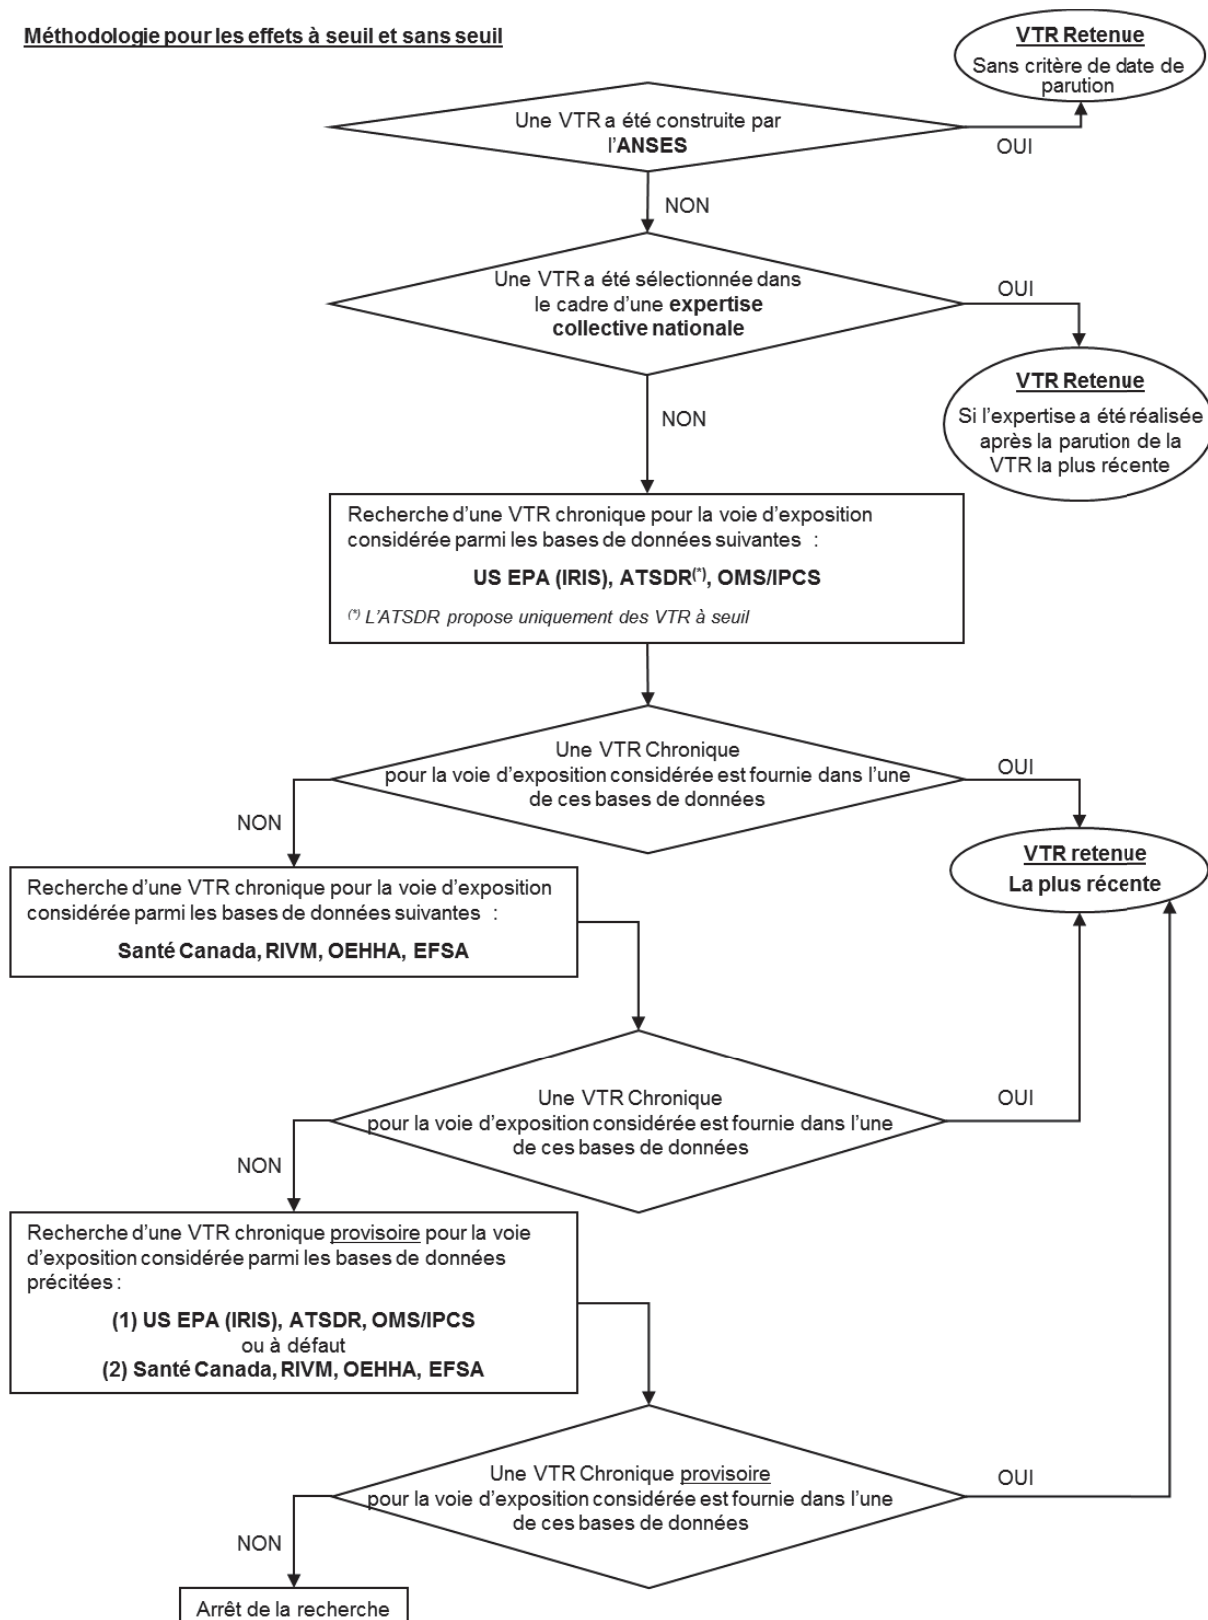 Méthodologie pour les effets à seuil et sans seuil
VTR Retenue
Sans critère de date de
parution
Une VTR a été construite par
l'ANSES
OUI
NON
Une VTR a été sélectionnée dans
le cadre d'une expertise
collective nationale
OUI
VTR Retenue
Si l'expertise a été réalisée
après la parution de la
VTR la plus récente
NON
Recherche d'une VTR chronique pour la voie d'exposition
considérée parmi les bases de données suivantes :
US EPA (IRIS), ATSDR(*), OMS/IPCS
(*) L'ATSDR propose uniquement des VTR à seuil
Une VTR Chronique
pour la voie d'exposition considérée est fournie dans l'une
de ces bases de données
OUI
NON
VTR retenue
La plus récente
Recherche d'une VTR chronique pour la voie d'exposition
considérée parmi les bases de données suivantes :
Santé Canada, RIVM, OEHHA, EFSA
Une VTR Chronique
pour la voie d'exposition considérée est fournie dans l'une
de ces bases de données
OUI
NON
Recherche d'une VTR chronique provisoire pour la voie
d'exposition considérée parmi les bases de données
précitées :
(1) US EPA (IRIS), ATSDR, OMS/IPCS
ou à défaut
(2) Santé Canada, RIVM, OEHHA, EFSA
Une VTR Chronique provisoire
pour la voie d'exposition considérée est fournie dans l'une
de ces bases de données
OUI
NON
Arrêt de la recherche